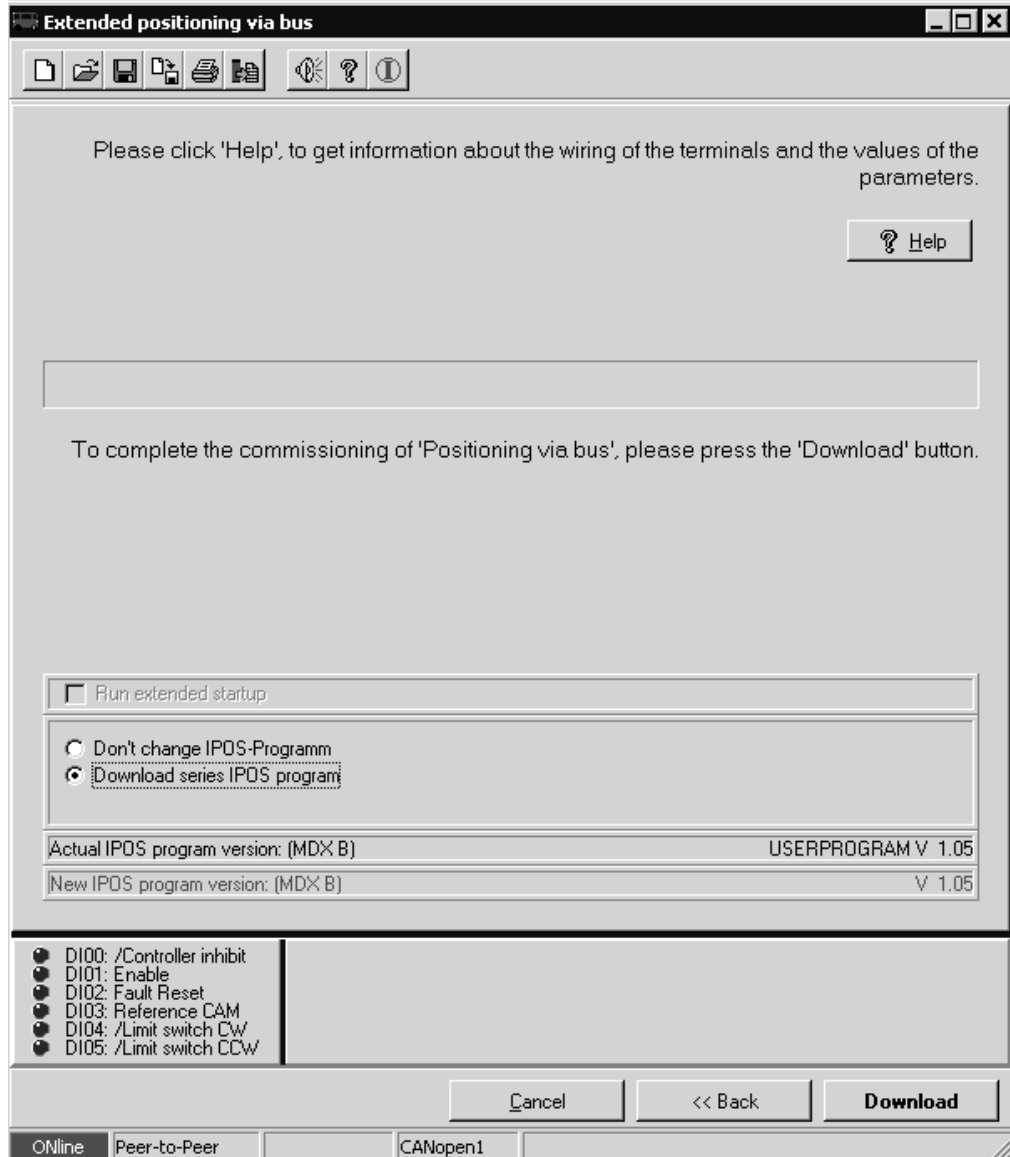 Extended positioning via bus
Please click 'Help', to get information about the wiring of the terminals and the values of the
parameters.
Help
To complete the commissioning of 'Positioning via bus', please press the 'Download' button.
Run extended startup
Don't change IPOS-Programm
Download series IPOS program
Actual IPOS program version: (MDX B) USERPROGRAM V 1.05
New IPOS program version: (MDX B) V 1.05
DI00: /Controller inhibit
DI01: Enable
DI02: Fault Reset
DI03: Reference CAM
DI04: /Limit switch CW
DI05: /Limit switch CCW
Cancel << Back Download
ONline Peer-to-Peer CANopen1